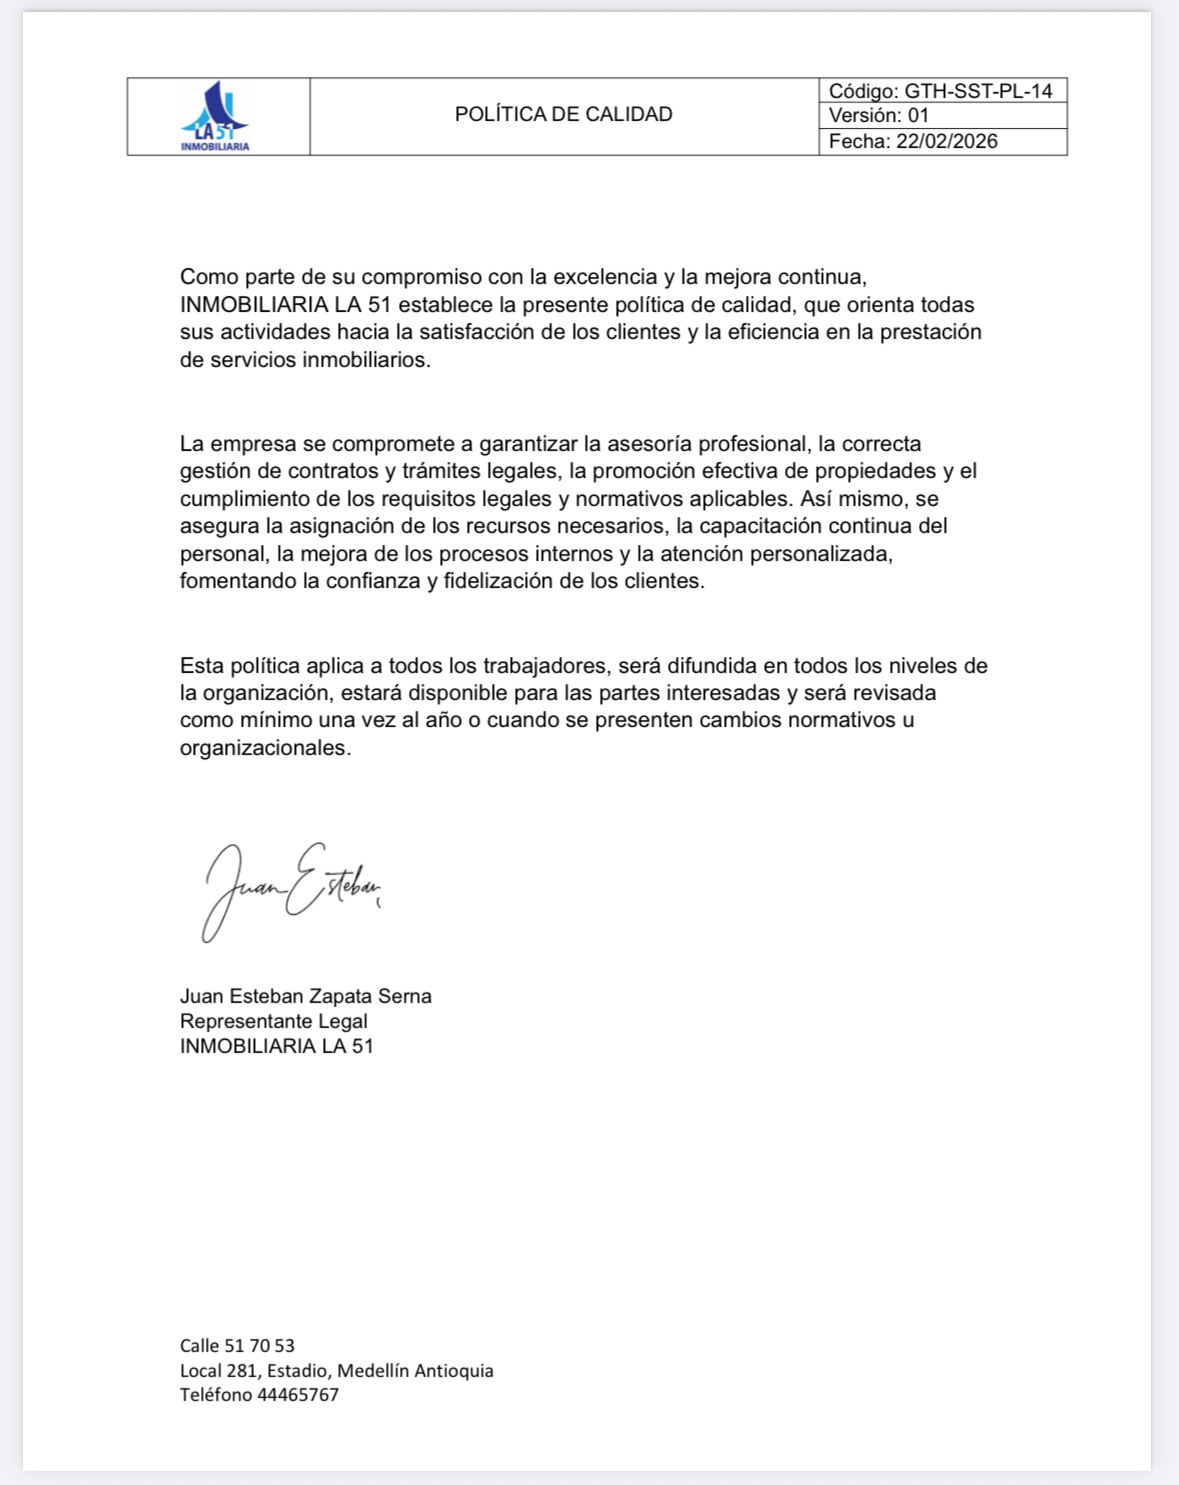 LA 51
INMOBILIARIA
POLÍTICA DE CALIDAD
Código: GTH-SST-PL-14
Versión: 01
Fecha: 22/02/2026
Como parte de su compromiso con la excelencia y la mejora continua,
INMOBILIARIA LA 51 establece la presente política de calidad, que orienta todas
sus actividades hacia la satisfacción de los clientes y la eficiencia en la prestación
de servicios inmobiliarios.
La empresa se compromete a garantizar la asesoría profesional, la correcta
gestión de contratos y trámites legales, la promoción efectiva de propiedades y el
cumplimiento de los requisitos legales y normativos aplicables. Así mismo, se
asegura la asignación de los recursos necesarios, la capacitación continua del
personal, la mejora de los procesos internos y la atención personalizada,
fomentando la confianza y fidelización de los clientes.
Esta política aplica a todos los trabajadores, será difundida en todos los niveles de
la organización, estará disponible para las partes interesadas y será revisada
como mínimo una vez al año o cuando se presenten cambios normativos u
organizacionales.
Juan Esteban
Juan Esteban Zapata Serna
Representante Legal
INMOBILIARIA LA 51
Calle 51 70 53
Local 281, Estadio, Medellín Antioquia
Teléfono 44465767